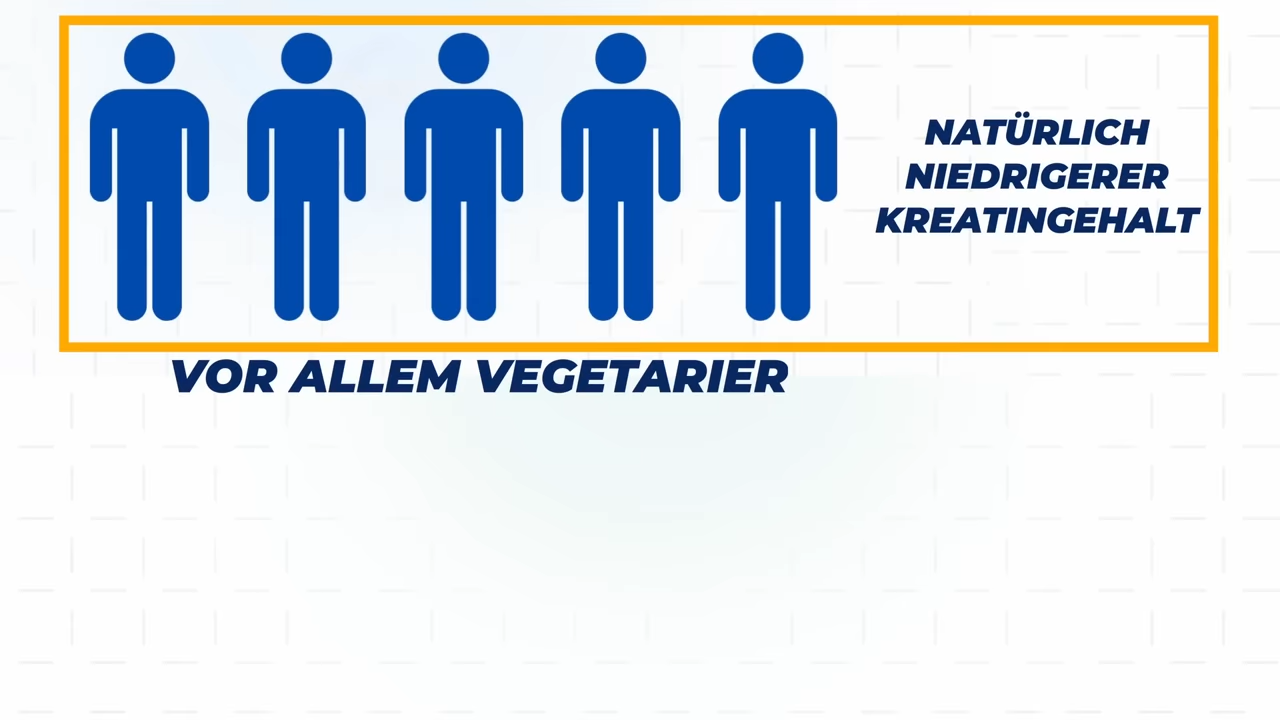 NATÜRLICH
NIEDRIGERER
KREATINGEHALT
VOR ALLEM VEGETARIER